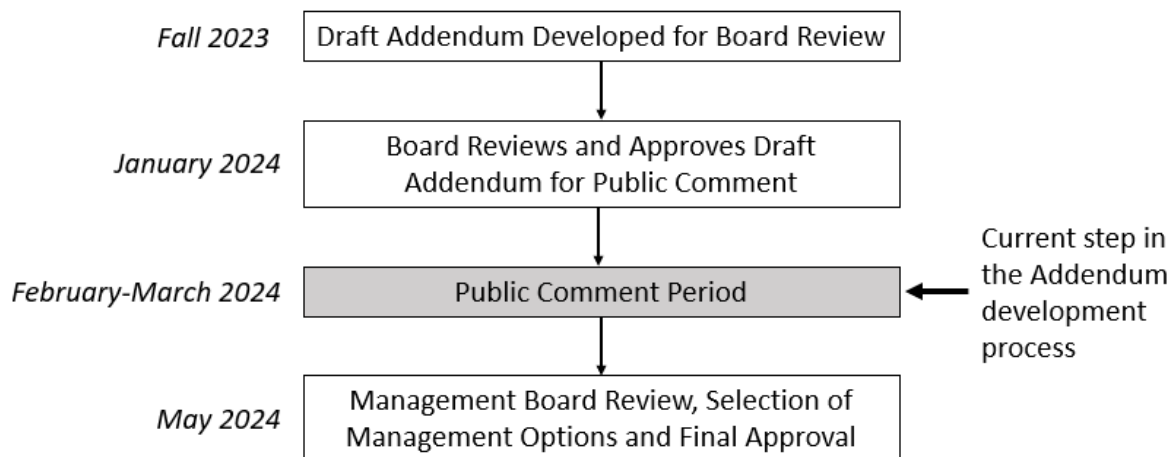 Fall 2023
Draft Addendum Developed for Board Review
January 2024
Board Reviews and Approves Draft
Addendum for Public Comment
February-March 2024
Public Comment Period
Current step in
the Addendum
development
process
May 2024
Management Board Review, Selection of
Management Options and Final Approval